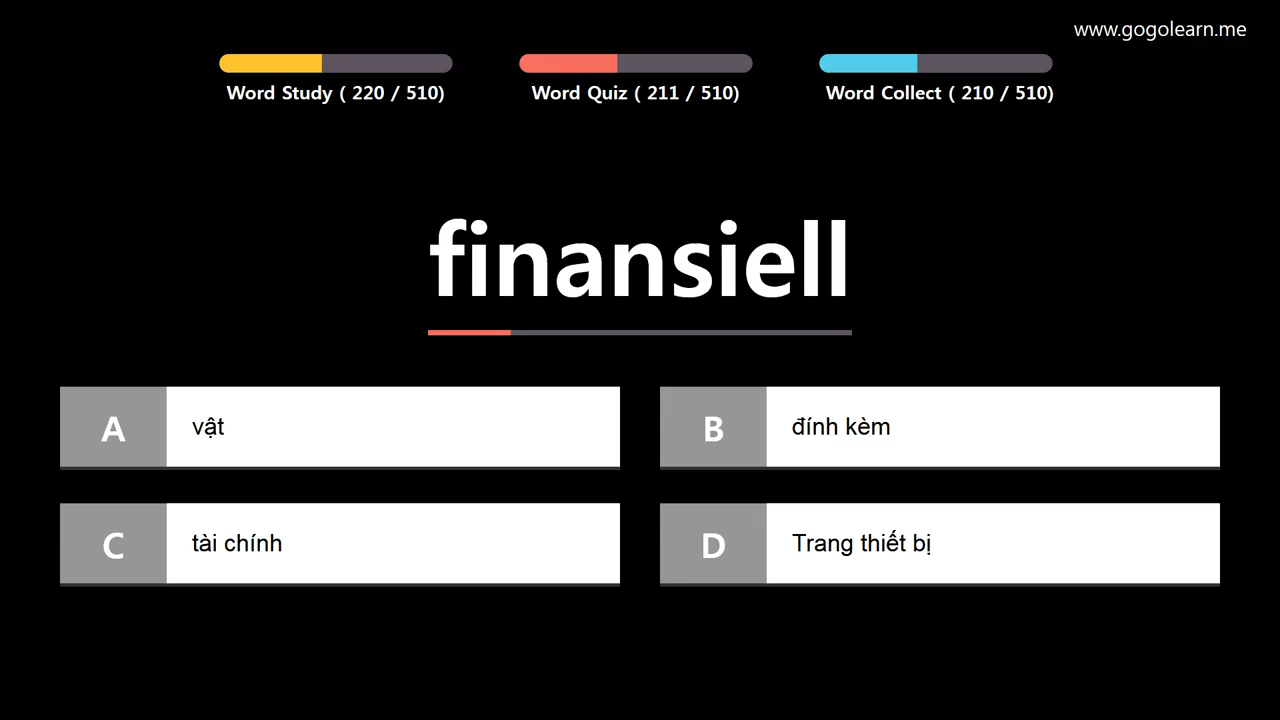 www.gogolearn.me
Word Study ( 220 / 510)
Word Quiz ( 211 / 510)
Word Collect ( 210 / 510)
finansiell
A vật
B đính kèm
C tài chính
D Trang thiết bị